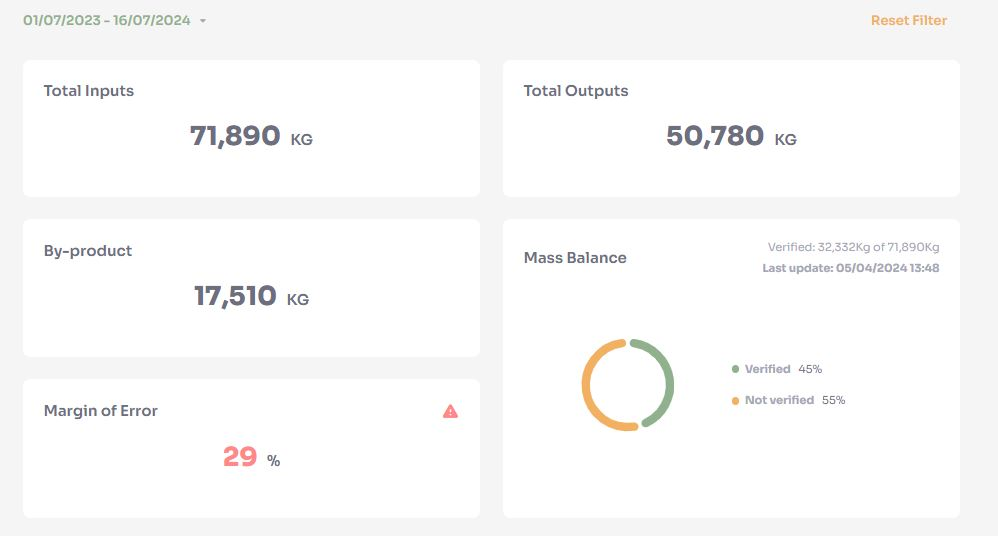 01/07/2023 - 16/07/2024
Reset Filter
Total Inputs
71,890 KG
Total Outputs
50,780 KG
By-product
17,510 KG
Margin of Error
29 %
Mass Balance
Verified: 32,332Kg of 71,890Kg
Last update: 05/04/2024 13:48
Verified 45%
Not verified 55%